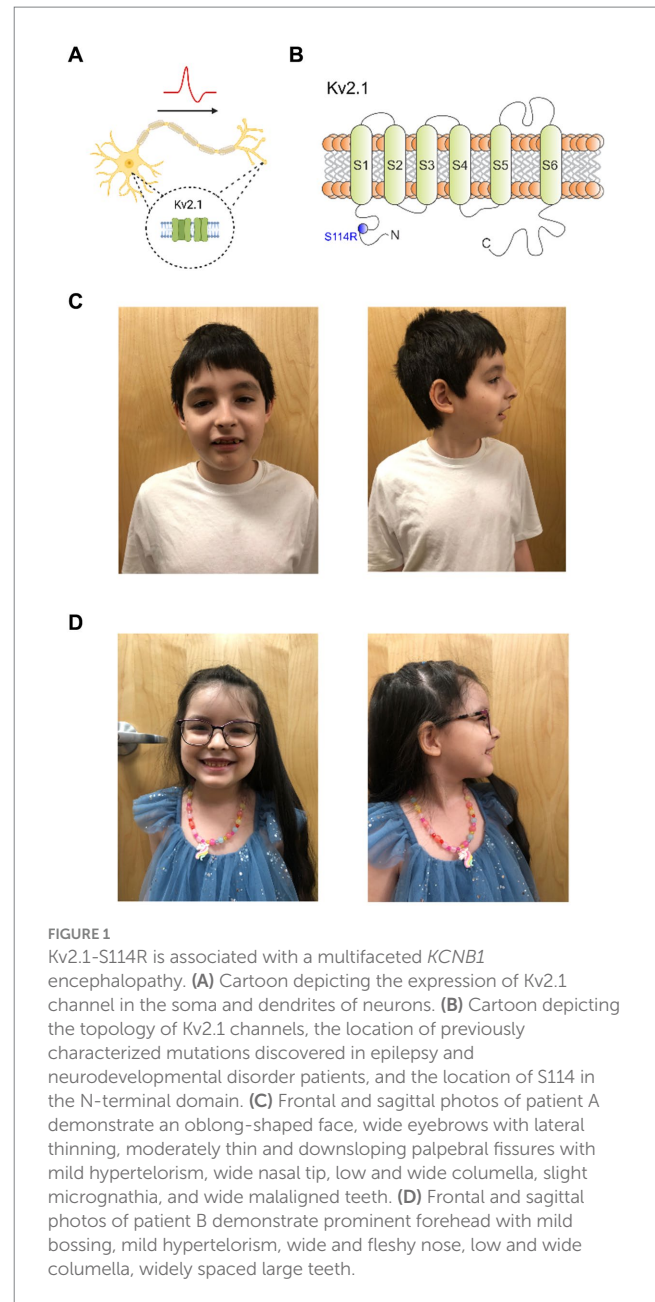 A
B
Kv2.1
Kv2.1
S1 S2 S3 S4 S5 S6
S114R
N
C
C
D
FIGURE 1
Kv2.1-S114R is associated with a multifaceted KCNB1
encephalopathy. (A) Cartoon depicting the expression of Kv2.1
channel in the soma and dendrites of neurons. (B) Cartoon depicting
the topology of Kv2.1 channels, the location of previously
characterized mutations discovered in epilepsy and
neurodevelopmental disorder patients, and the location of S114 in
the N-terminal domain. (C) Frontal and sagittal photos of patient A
demonstrate an oblong-shaped face, wide eyebrows with lateral
thinning, moderately thin and downsloping palpebral fissures with
mild hypertelorism, wide nasal tip, low and wide columella, slight
micrognathia, and wide malaligned teeth. (D) Frontal and sagittal
photos of patient B demonstrate prominent forehead with mild
bossing, mild hypertelorism, wide and fleshy nose, low and wide
columella, widely spaced large teeth.